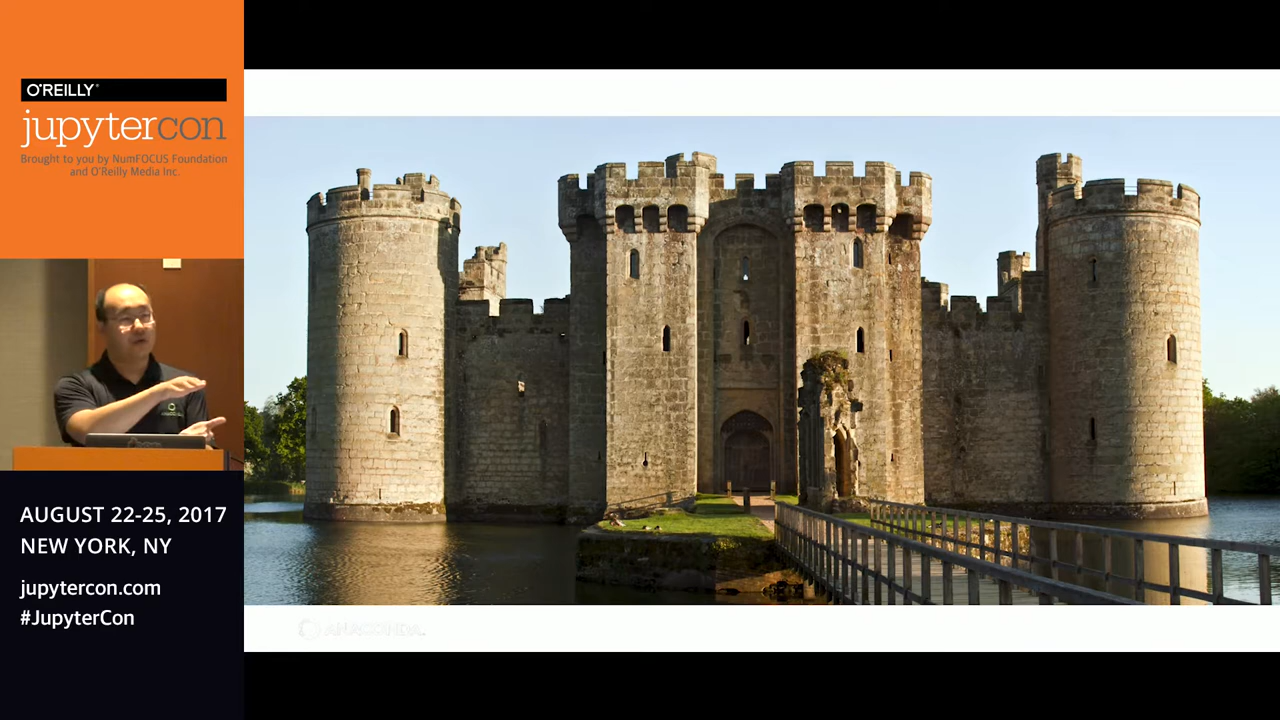 O'REILLY®
jupytercon
Brought to you by NumFOCUS Foundation
and O'Reilly Media Inc.
AUGUST 22-25, 2017
NEW YORK, NY
jupytercon.com
#JupyterCon
ANACONDA